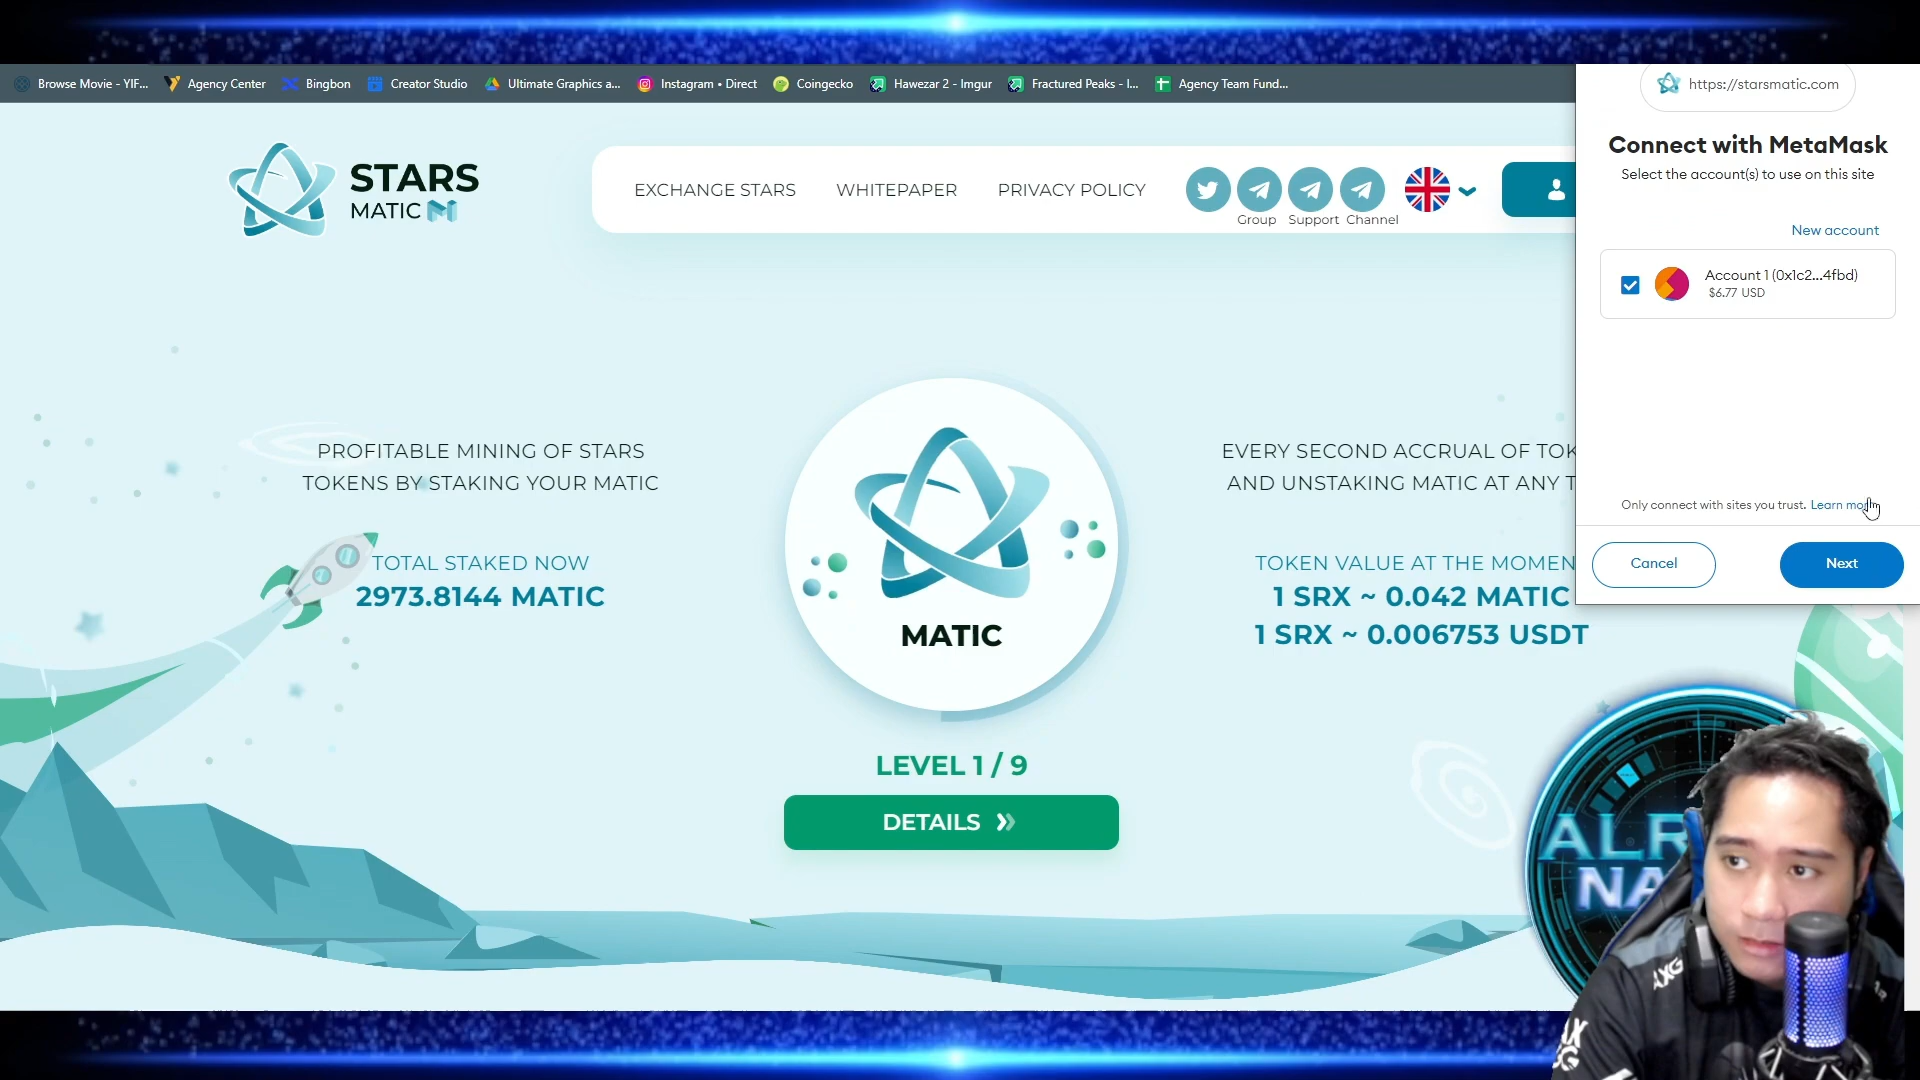 Browse Movie - YIF...
Agency Center
Bingbon
Creator Studio
Ultimate Graphics a...
Instagram • Direct
Coingecko
Hawezar 2 - Imgur
Fractured Peaks - I...
Agency Team Fund...
https://starsmatic.com
STARS
MATIC
EXCHANGE STARS
WHITEPAPER
PRIVACY POLICY
Group
Support
Channel
Connect with MetaMask
Select the account(s) to use on this site
New account
Account 1 (0x1c2...4fbd)
$6.77 USD
Only connect with sites you trust. Learn mo
Cancel
Next
PROFITABLE MINING OF STARS
TOKENS BY STAKING YOUR MATIC
TOTAL STAKED NOW
2973.8144 MATIC
MATIC
LEVEL 1 / 9
DETAILS
EVERY SECOND ACCRUAL OF TOK
AND UNSTAKING MATIC AT ANY T
TOKEN VALUE AT THE MOMEN
1 SRX ~ 0.042 MATIC
1 SRX ~ 0.006753 USDT
ALR
NA